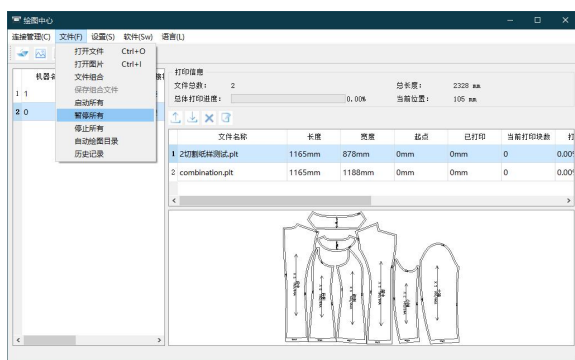 绘图中心
连接管理(C) 文件(F) 设置(S) 软件(Sw) 语言(L)
打开文件 Ctrl+O
打开图片 Ctrl+I
文件组合
保存组合文件
启动所有
暂停所有
停止所有
自动绘图目录
历史记录
机器名
1 1
2 0
打印信息
文件总数： 2 总长度： 2328 mm
总体打印进度： 0.00% 当前位置： 105 mm
文件名称 长度 宽度 起点 已打印 当前打印块数 打
1 2切割纸样测试.plt 1165mm 878mm 0mm 0mm 0 0.00%
2 combination.plt 1165mm 1188mm 0mm 0mm 0 0.00%